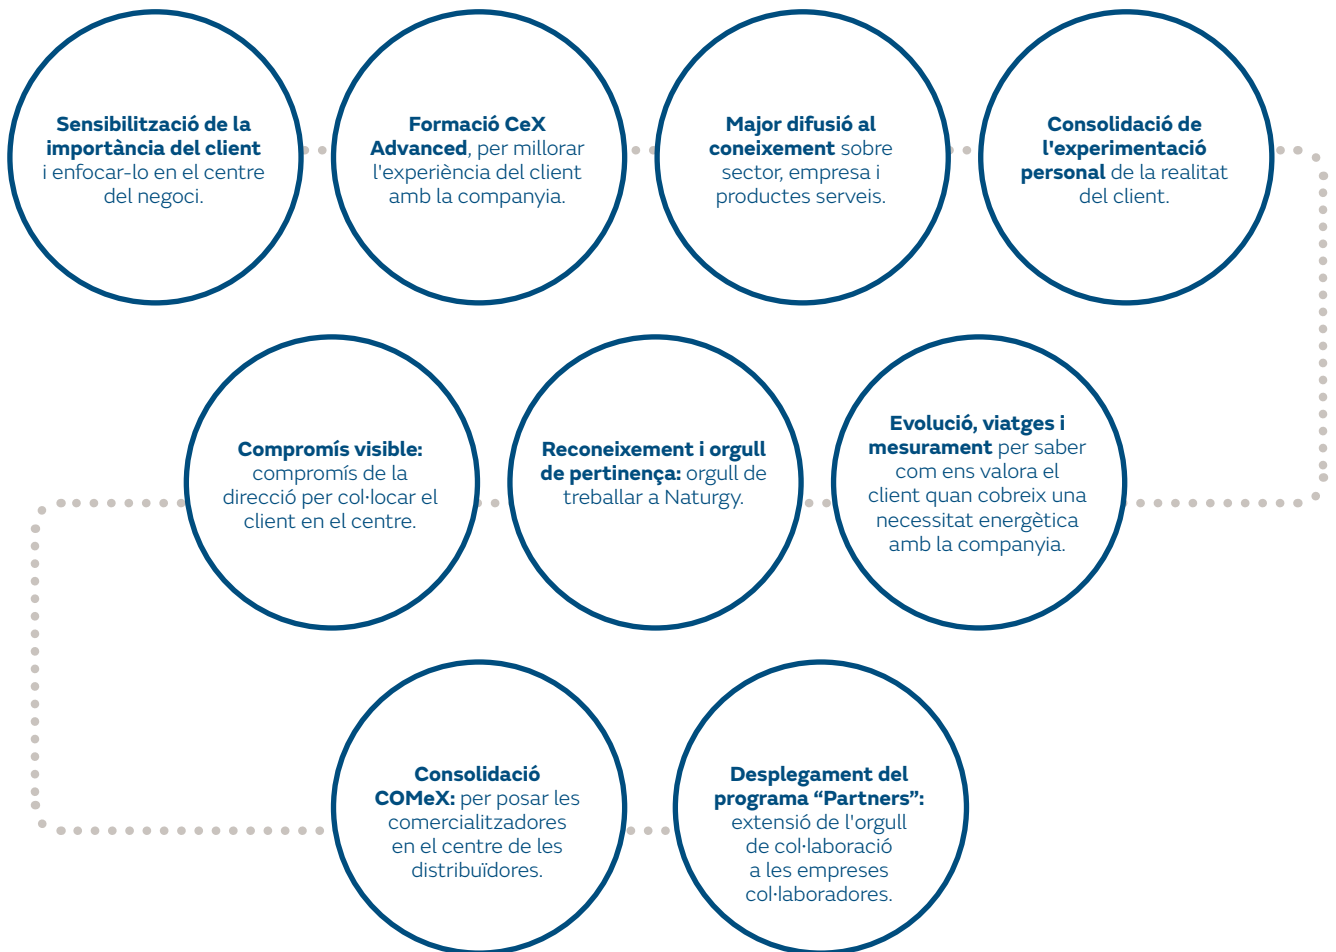 Sensibilització de la
importància del client
i enfocar-lo en el centre
del negoci.
Formació CeX
Advanced, per millorar
l'experiència del client
amb la companyia.
Major difusió al
coneixement sobre
sector, empresa i
productes serveis.
Consolidació de
l'experimentació
personal de la realitat
del client.
Compromís visible:
compromís de la
direcció per col·locar el
client en el centre.
Reconeixement i orgull
de pertinença: orgull de
treballar a Naturgy.
Evolució, viatges i
mesurament per saber
com ens valora el
client quan cobreix una
necessitat energètica
amb la companyia.
Consolidació
COMeX: per posar les
comercialitzadores
en el centre de les
distribuïdores.
Desplegament del
programa “Partners”:
extensió de l'orgull
de col·laboració
a les empreses
col·laboradores.